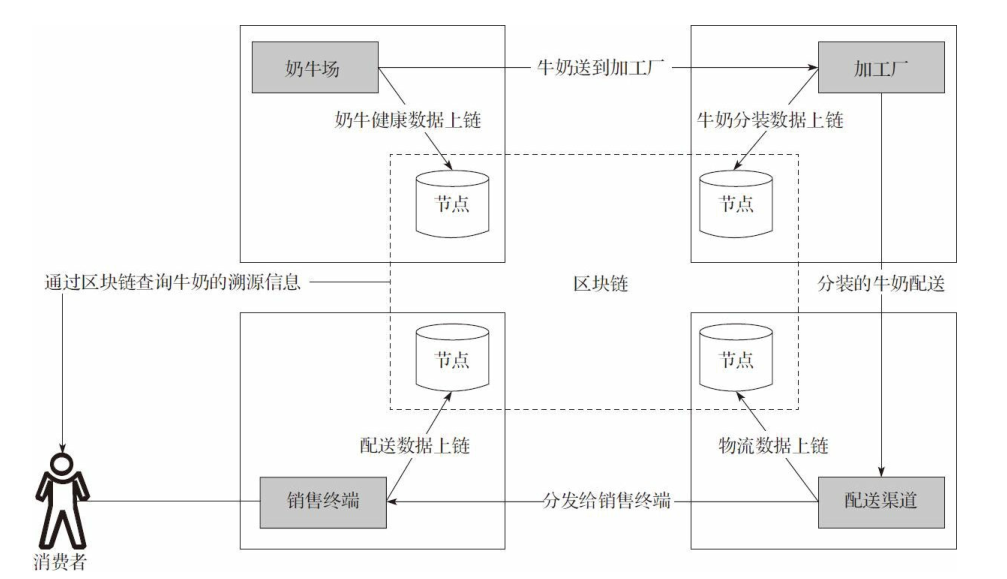 奶牛场
牛奶送到加工厂
加工厂
奶牛健康数据上链
牛奶分装数据上链
节点
节点
通过区块链查询牛奶的溯源信息
区块链
分装的牛奶配送
节点
节点
配送数据上链
物流数据上链
销售终端
分发给销售终端
配送渠道
消费者